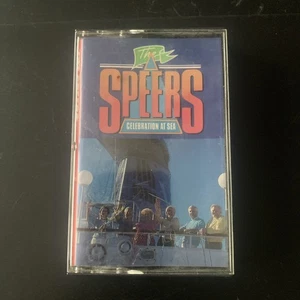 The
SPEERS
CELEBRATION AT SEA